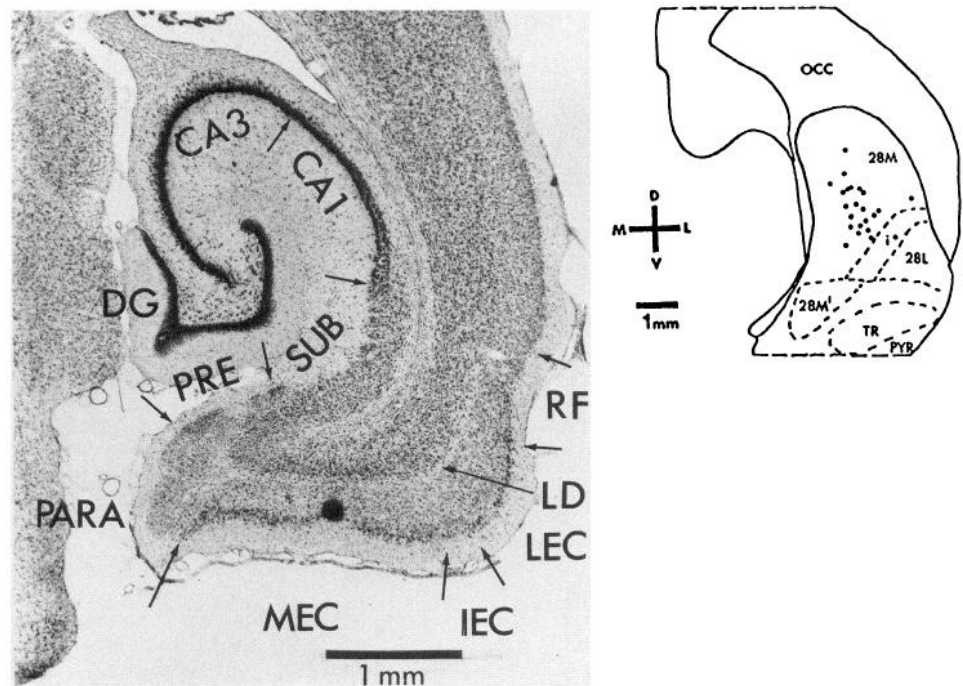 CA3
CA1
DG
SUB
PRE
RF
PARA
LD
LEC
MEC
IEC
1 mm
OCC
28M
D
M
L
V
i
28L
1mm
28M'
TR
PYR